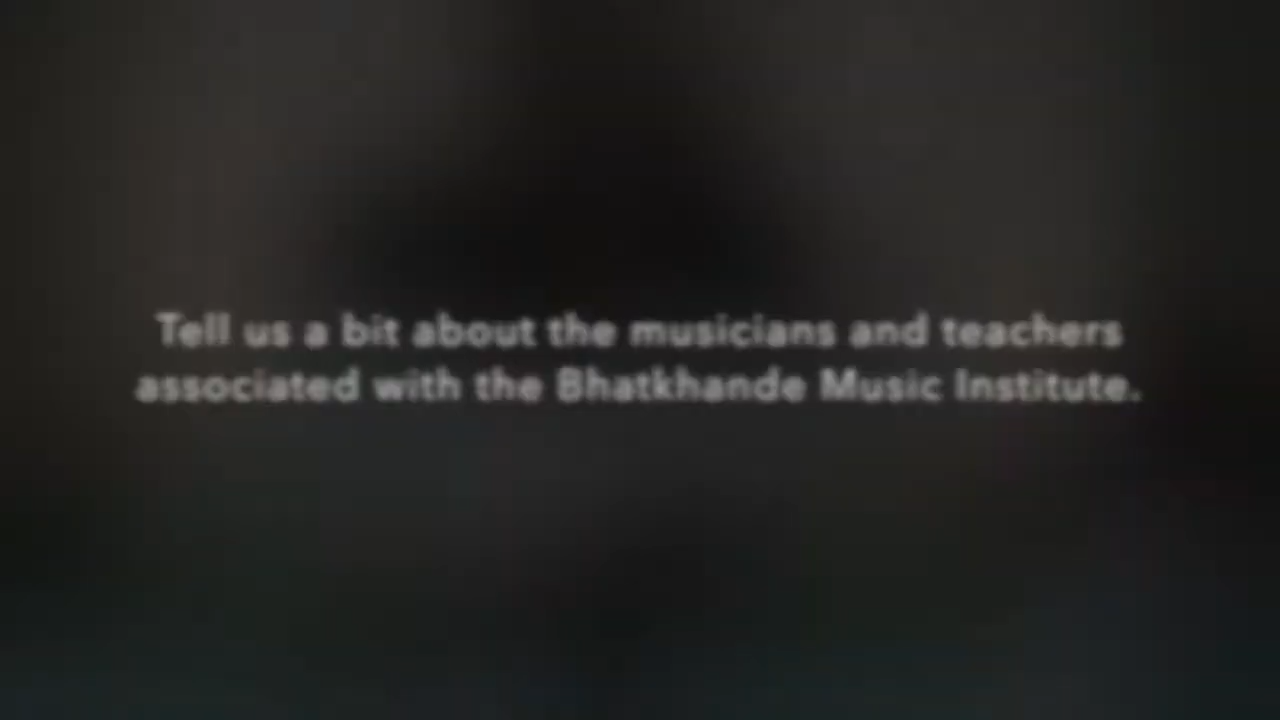 Tell us a bit about the musicians and teachers
associated with the Bhatkhande Music Institute.